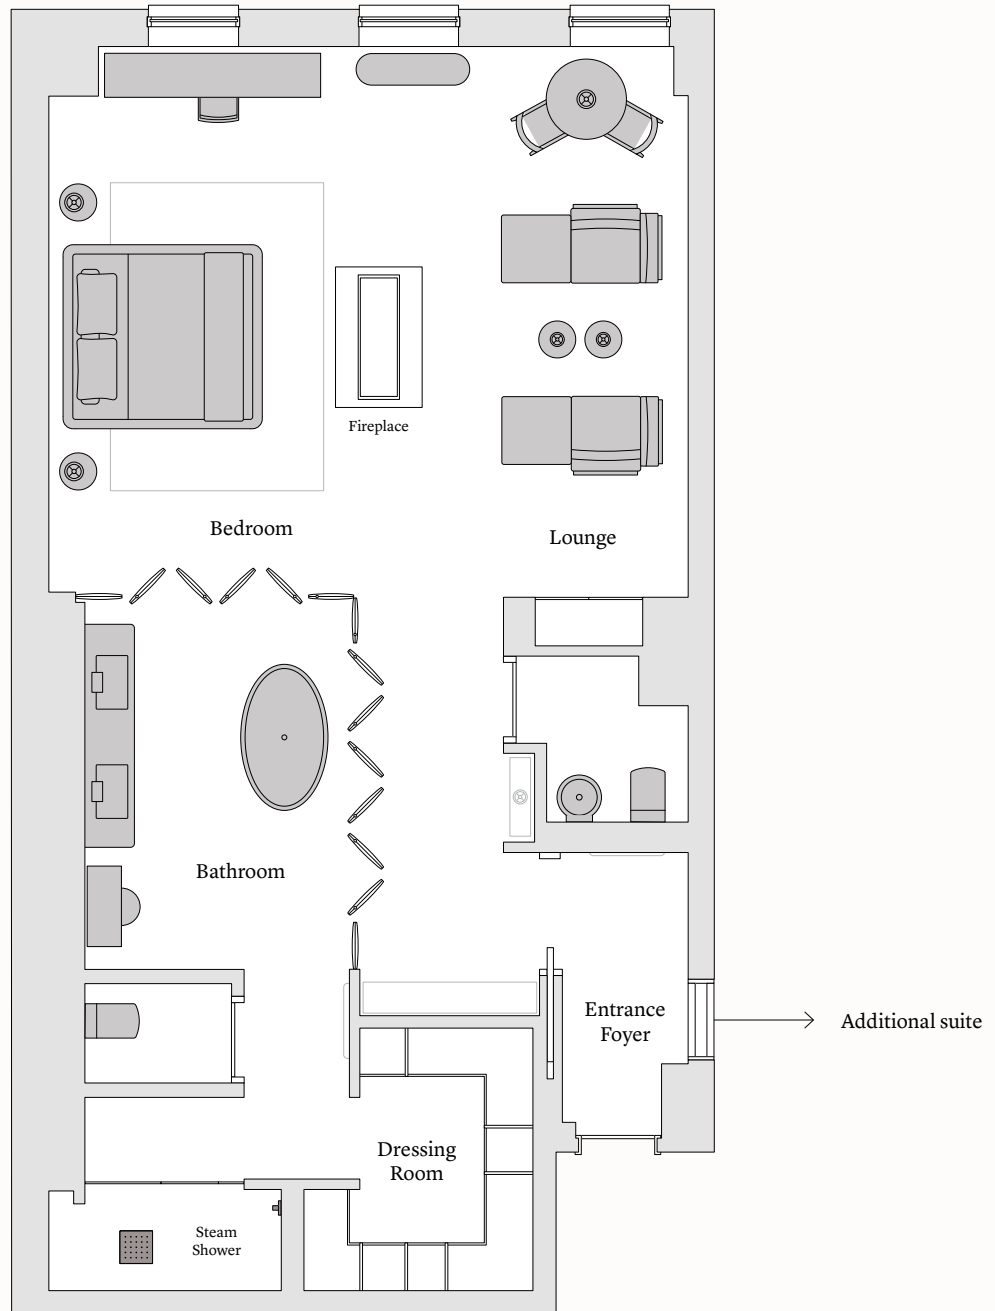 Fireplace
Bedroom
Lounge
Bathroom
Entrance
Foyer
Additional suite
Dressing
Room
Steam
Shower